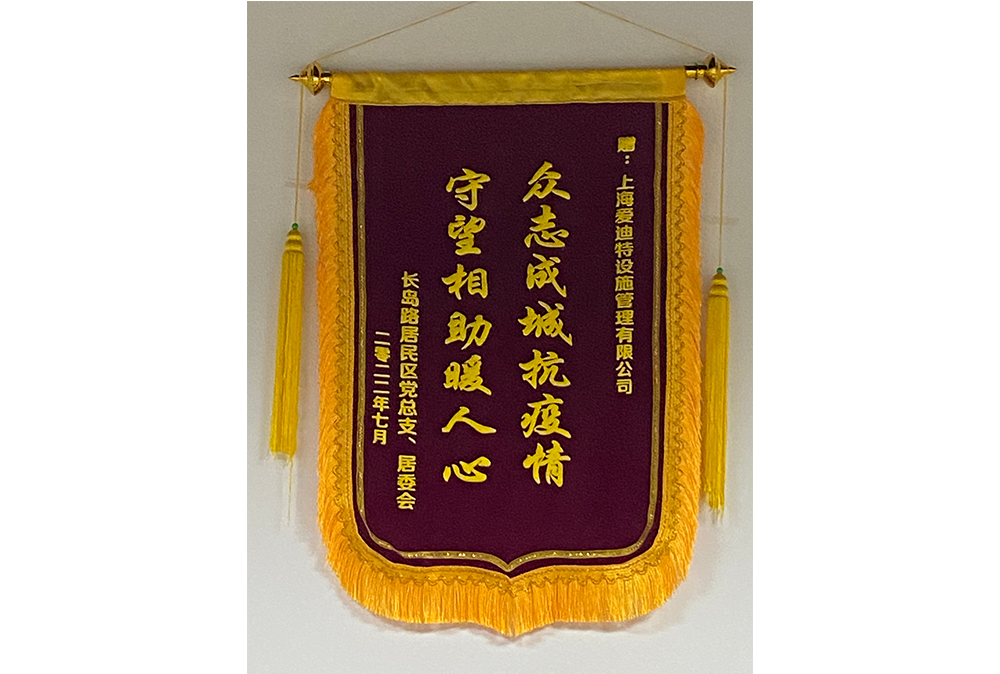 赠：上海爱迪特设施管理有限公司
众志成城抗疫情
守望相助暖人心
长岛路居民区党总支、居委会
二零二二年七月